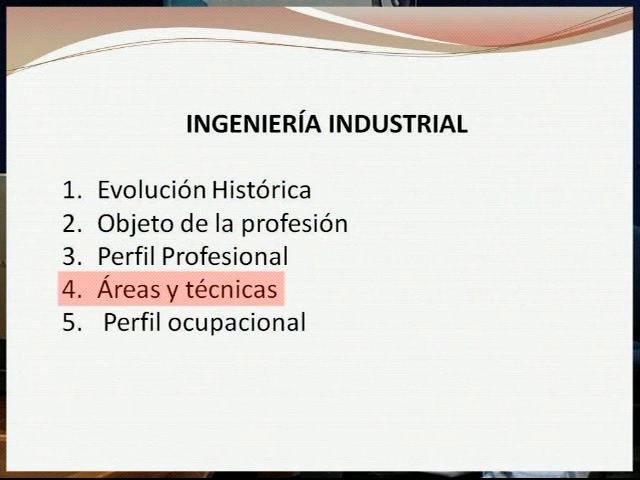 INGENIERÍA INDUSTRIAL
1. Evolución Histórica
2. Objeto de la profesión
3. Perfil Profesional
4. Áreas y técnicas
5. Perfil ocupacional